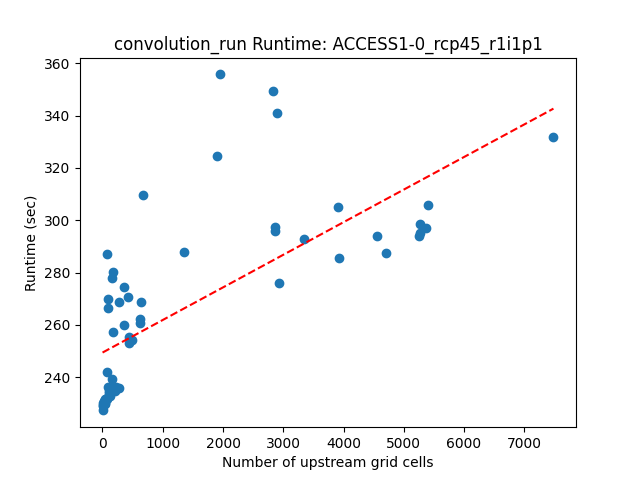 convolution_run Runtime: ACCESS1-0_rcp45_r1i1p1
360
340
320
300
280
260
240
Runtime (sec)
0 1000 2000 3000 4000 5000 6000 7000
Number of upstream grid cells